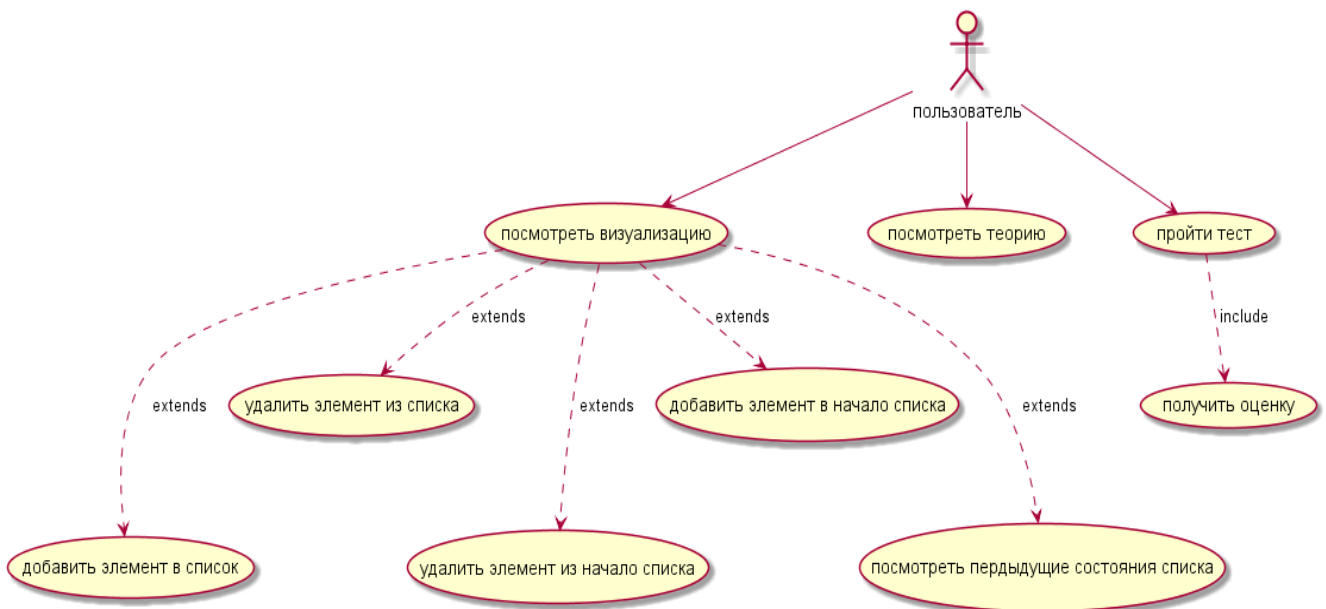 пользователь
посмотреть визуализацию
посмотреть теорию
пройти тест
extends
extends
include
extends
extends
extends
удалить элемент из списка
добавить элемент в начало списка
получить оценку
добавить элемент в список
удалить элемент из начало списка
посмотреть пердыдущие состояния списка